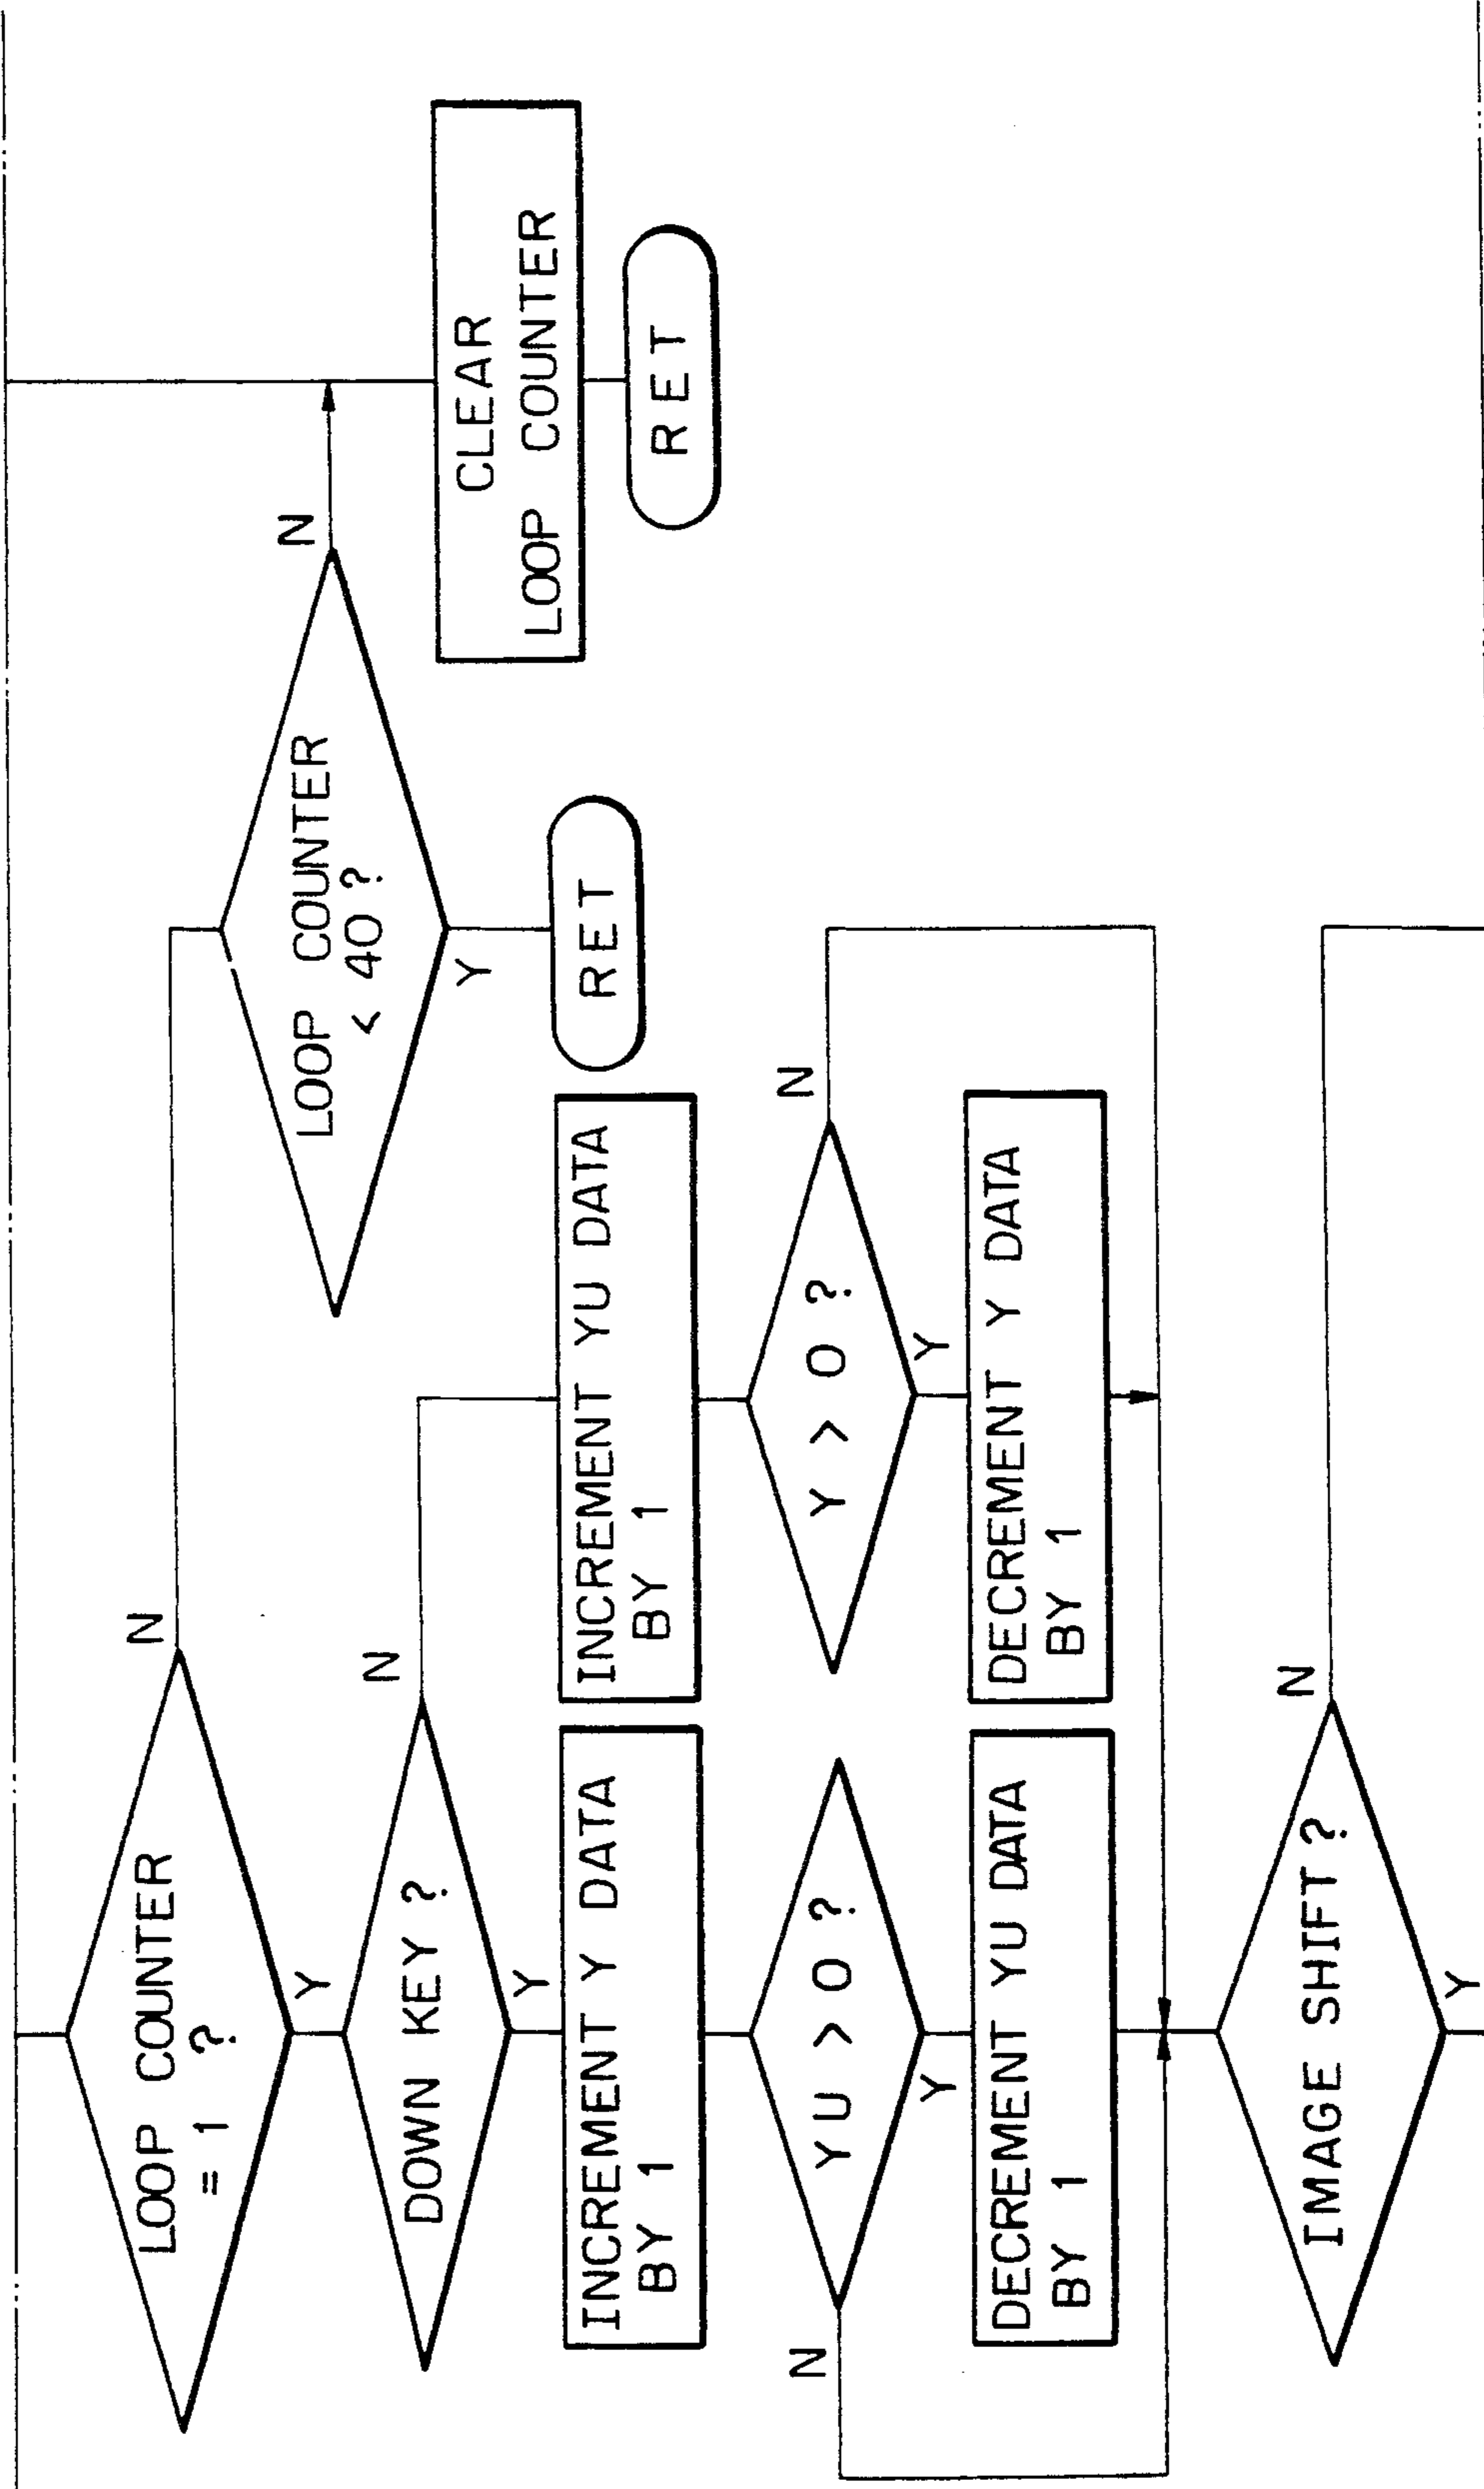 LOOP COUNTER
= 1 ?
N
Y
LOOP COUNTER
< 40 ?
N
Y
RET
CLEAR
LOOP COUNTER
RET
DOWN KEY ?
N
Y
INCREMENT Y DATA
BY 1
INCREMENT YU DATA
BY 1
YU > 0 ?
N
Y
Y > 0 ?
N
Y
DECREMENT YU DATA
BY 1
DECREMENT Y DATA
BY 1
IMAGE SHIFT ?
N
Y